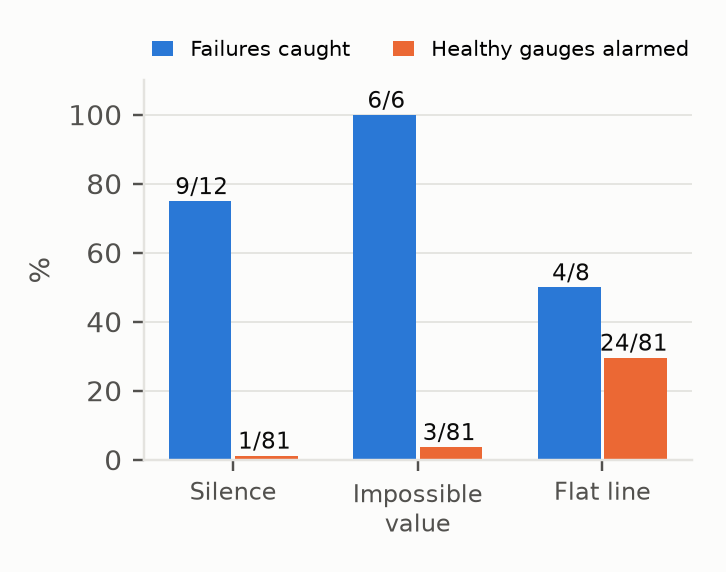 Failures caught
Healthy gauges alarmed
%
100
80
60
40
20
0
9/12
1/81
6/6
3/81
4/8
24/81
Silence
Impossible
value
Flat line